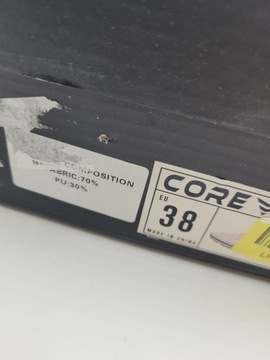 COMPOSITION
FABRIC:70%
PU:30%
CORE
EU
38
MADE IN CHINA